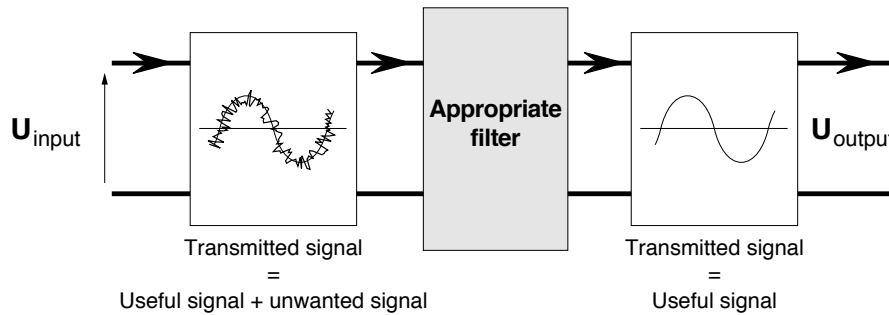 U input
Appropriate
filter
U output
Transmitted signal
=
Useful signal + unwanted signal
Transmitted signal
=
Useful signal